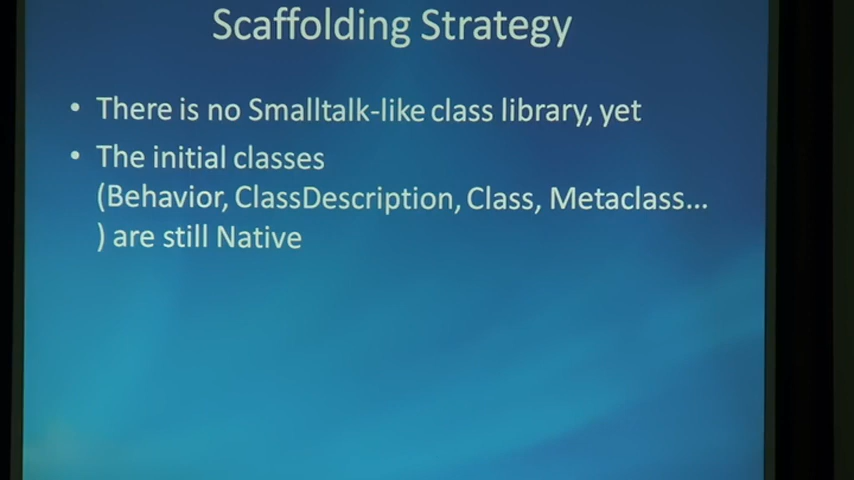 Scaffolding Strategy
• There is no Smalltalk-like class library, yet
• The initial classes
(Behavior, ClassDescription, Class, Metaclass...
) are still Native